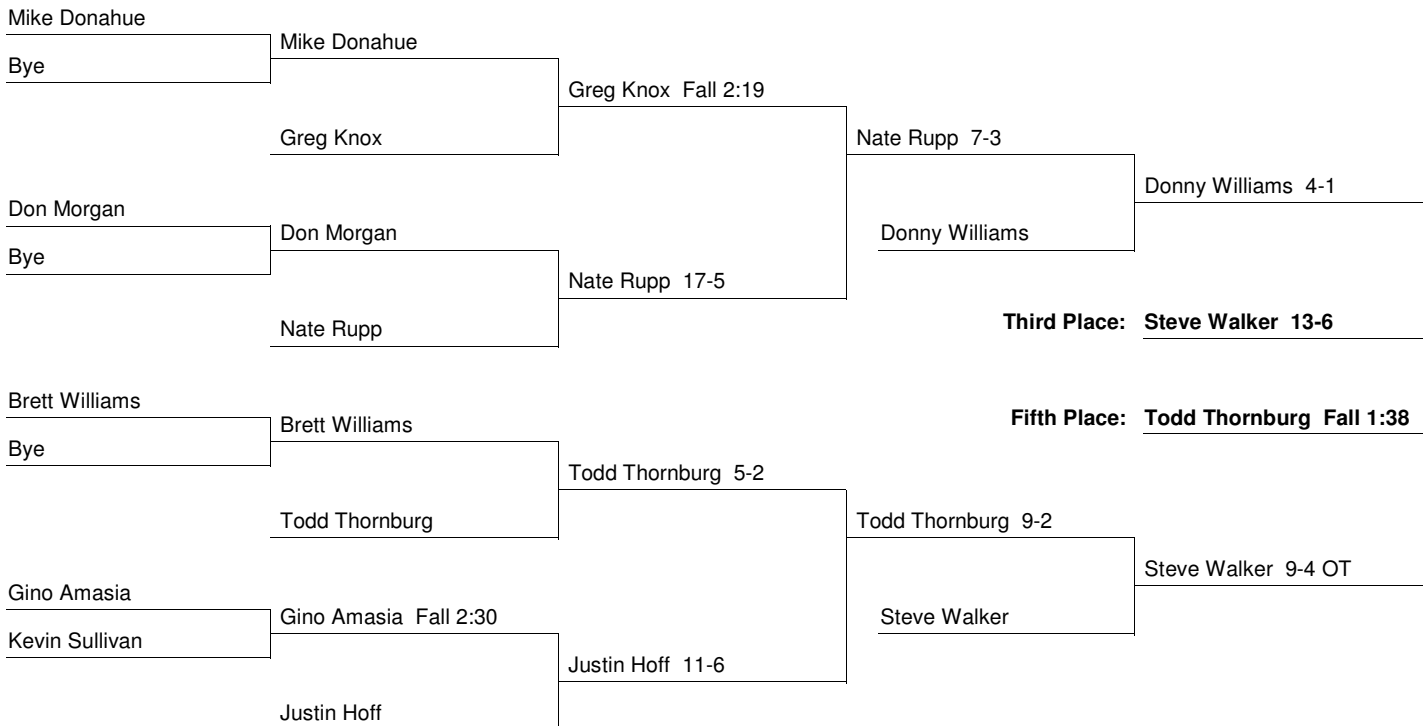 Mike Donahue
Mike Donahue
Bye
Greg Knox  Fall 2:19
Greg Knox
Nate Rupp  7-3
Donny Williams  4-1
Don Morgan
Don Morgan
Donny Williams
Bye
Nate Rupp  17-5
Nate Rupp
Third Place: Steve Walker  13-6
Brett Williams
Brett Williams
Fifth Place: Todd Thornburg  Fall 1:38
Bye
Todd Thornburg  5-2
Todd Thornburg
Todd Thornburg  9-2
Steve Walker  9-4 OT
Gino Amasia
Gino Amasia  Fall 2:30
Steve Walker
Kevin Sullivan
Justin Hoff  11-6
Justin Hoff